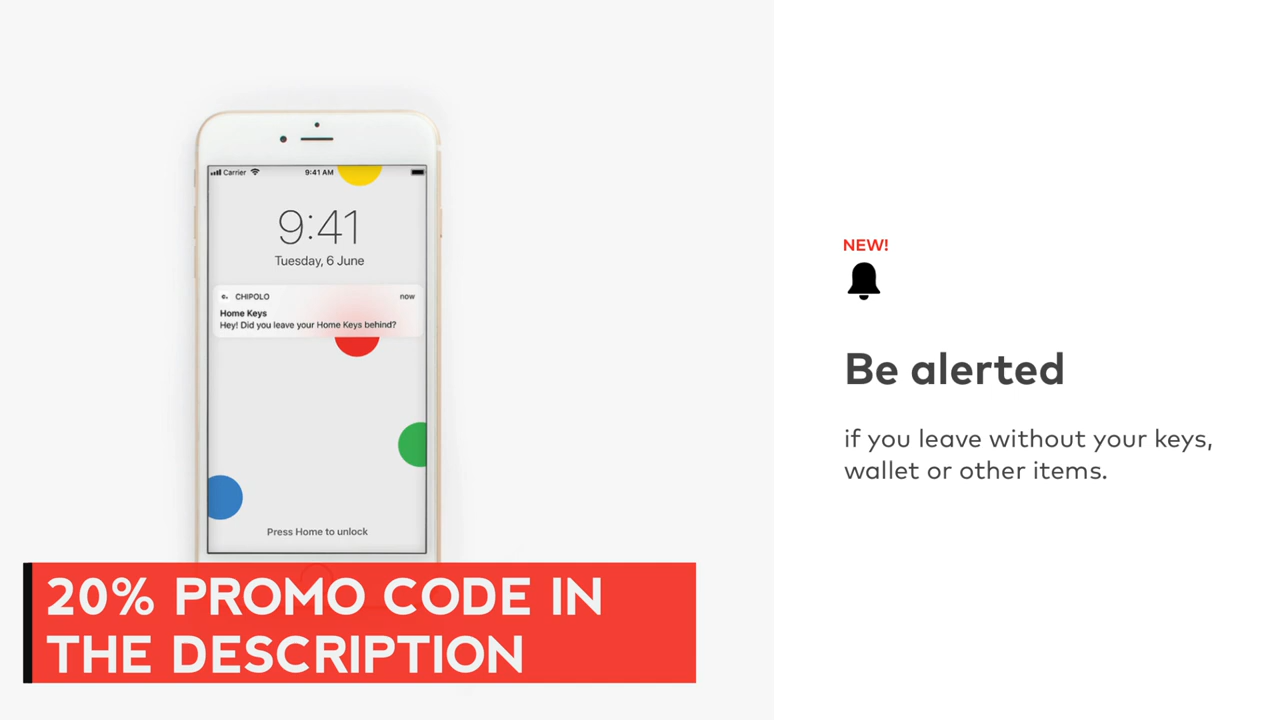 Carrier 9:41 AM
9:41
Tuesday, 6 June
c. CHIPOLO now
Home Keys
Hey! Did you leave your Home Keys behind?
Press Home to unlock
20% PROMO CODE IN
THE DESCRIPTION
NEW!
Be alerted
if you leave without your keys,
wallet or other items.